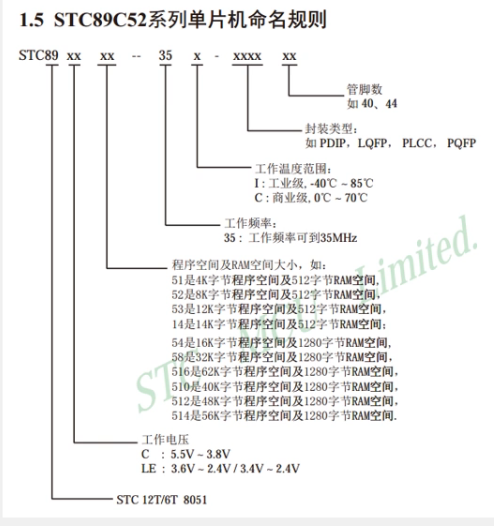 1.5 STC89C52系列单片机命名规则
STC89 xx xx -- 35 x - xxxx xx
管脚数
如 40、44
封装类型:
如 PDIP, LQFP, PLCC, PQFP
工作温度范围:
I : 工业级, -40℃ ~ 85℃
C : 商业级, 0℃ ~ 70℃
工作频率:
35 : 工作频率可到35MHz
程序空间及RAM空间大小, 如:
51是4K字节程序空间及512字节RAM空间,
52是8K字节程序空间及512字节RAM空间,
53是12K字节程序空间及512字节RAM空间,
14是14K字节程序空间及512字节RAM空间;
54是16K字节程序空间及1280字节RAM空间,
58是32K字节程序空间及1280字节RAM空间,
516是62K字节程序空间及1280字节RAM空间,
510是40K字节程序空间及1280字节RAM空间,
512是48K字节程序空间及1280字节RAM空间,
514是56K字节程序空间及1280字节RAM空间.
工作电压
C : 5.5V ~ 3.8V
LE : 3.6V ~ 2.4V / 3.4V ~ 2.4V
STC 12T/6T 8051
STC MCU Limited.